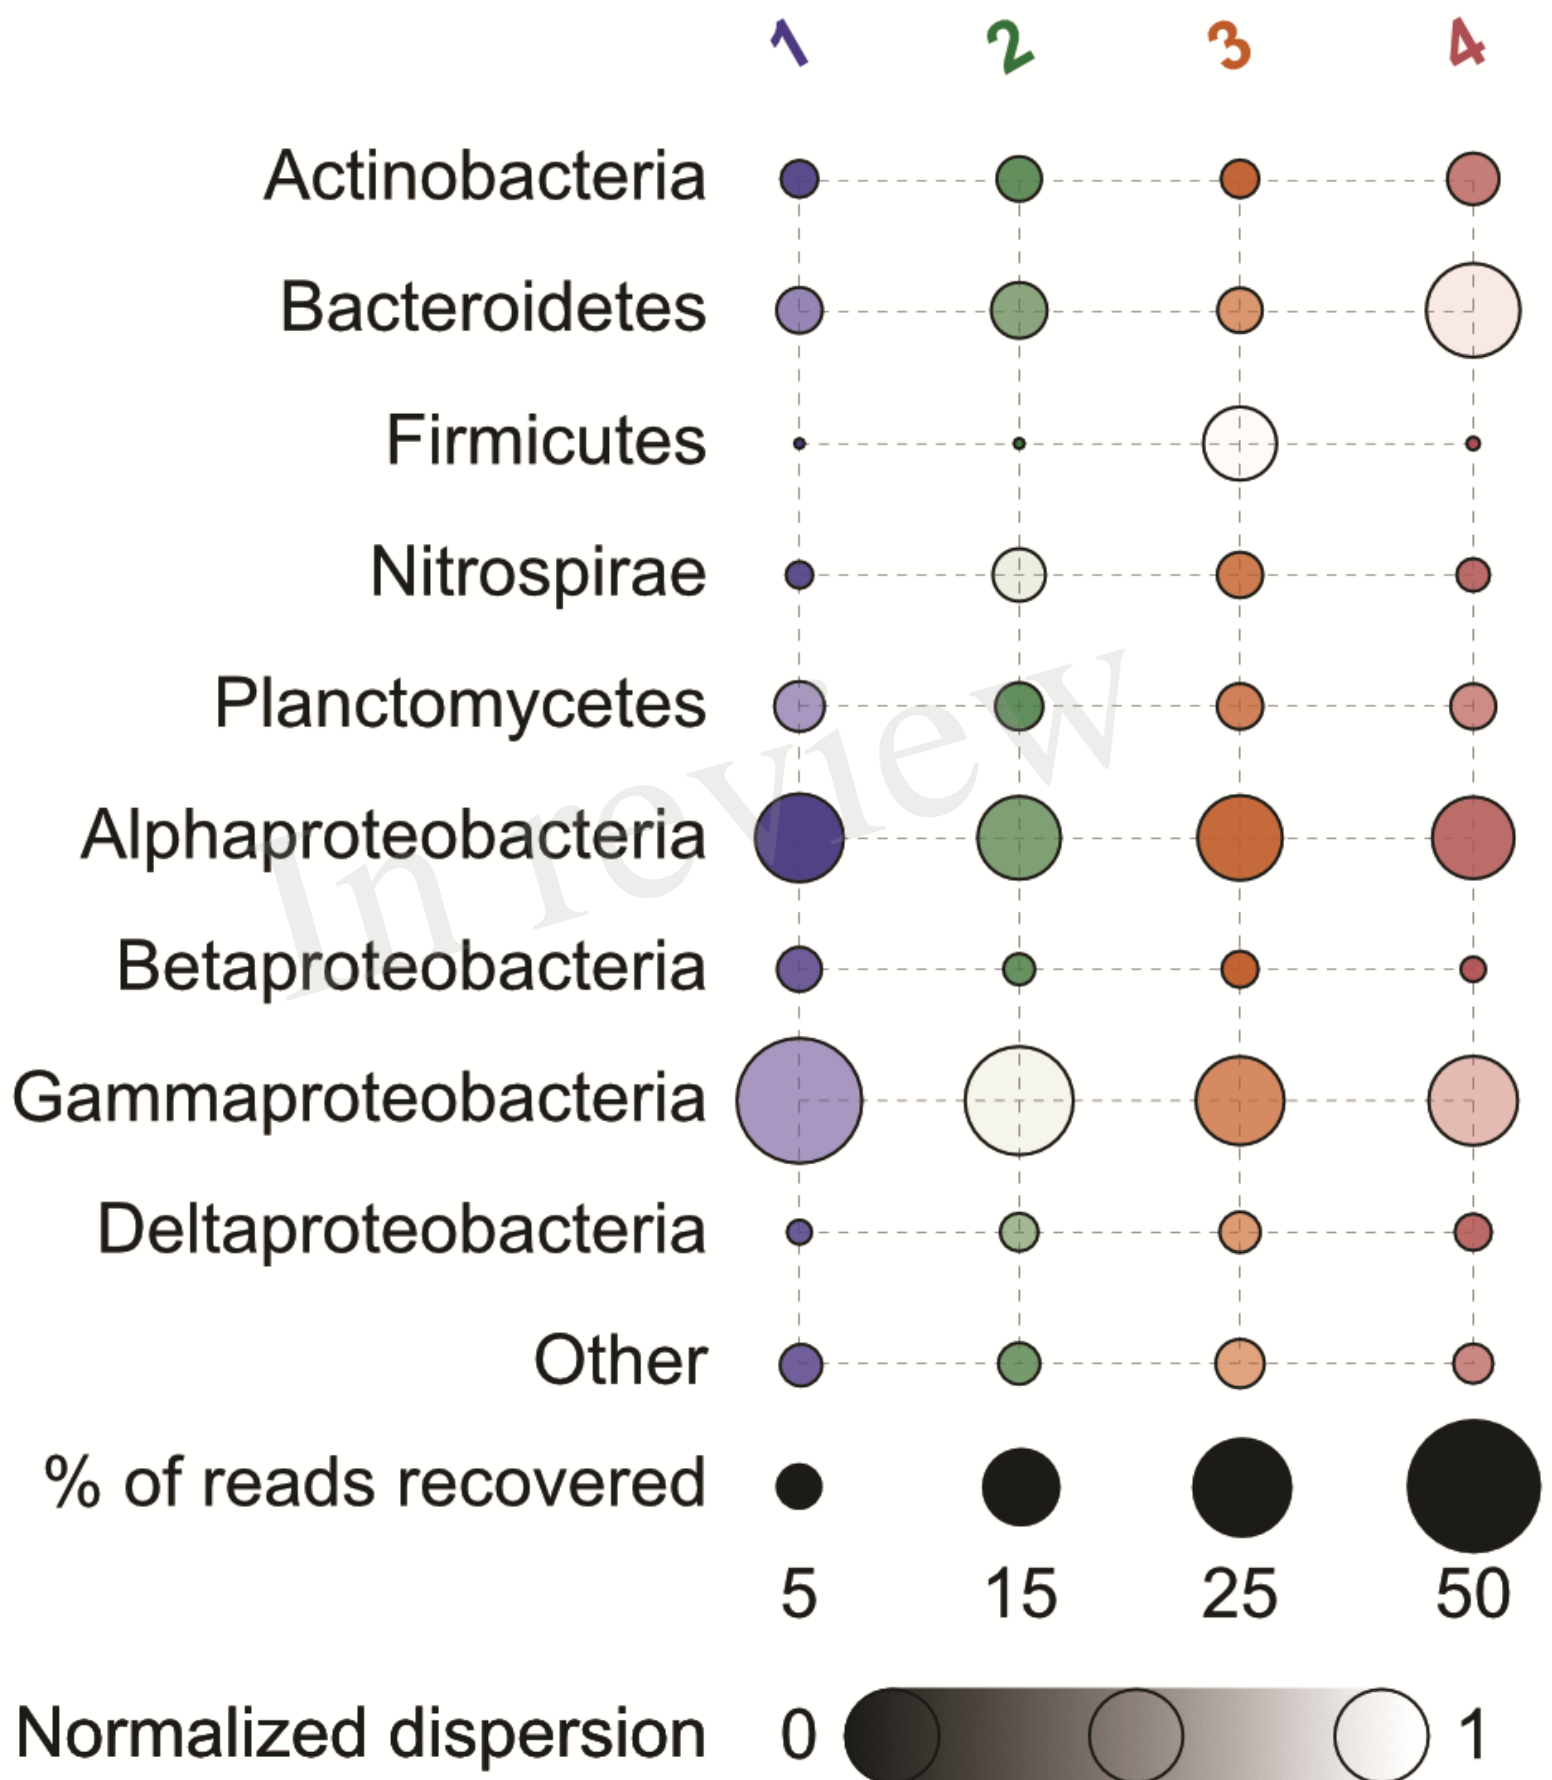 1 2 3 4
Actinobacteria
Bacteroidetes
Firmicutes
Nitrospirae
Planctomycetes
Alphaproteobacteria
Betaproteobacteria
Gammaproteobacteria
Deltaproteobacteria
Other
% of reads recovered
5 15 25 50
Normalized dispersion 0 1
In review